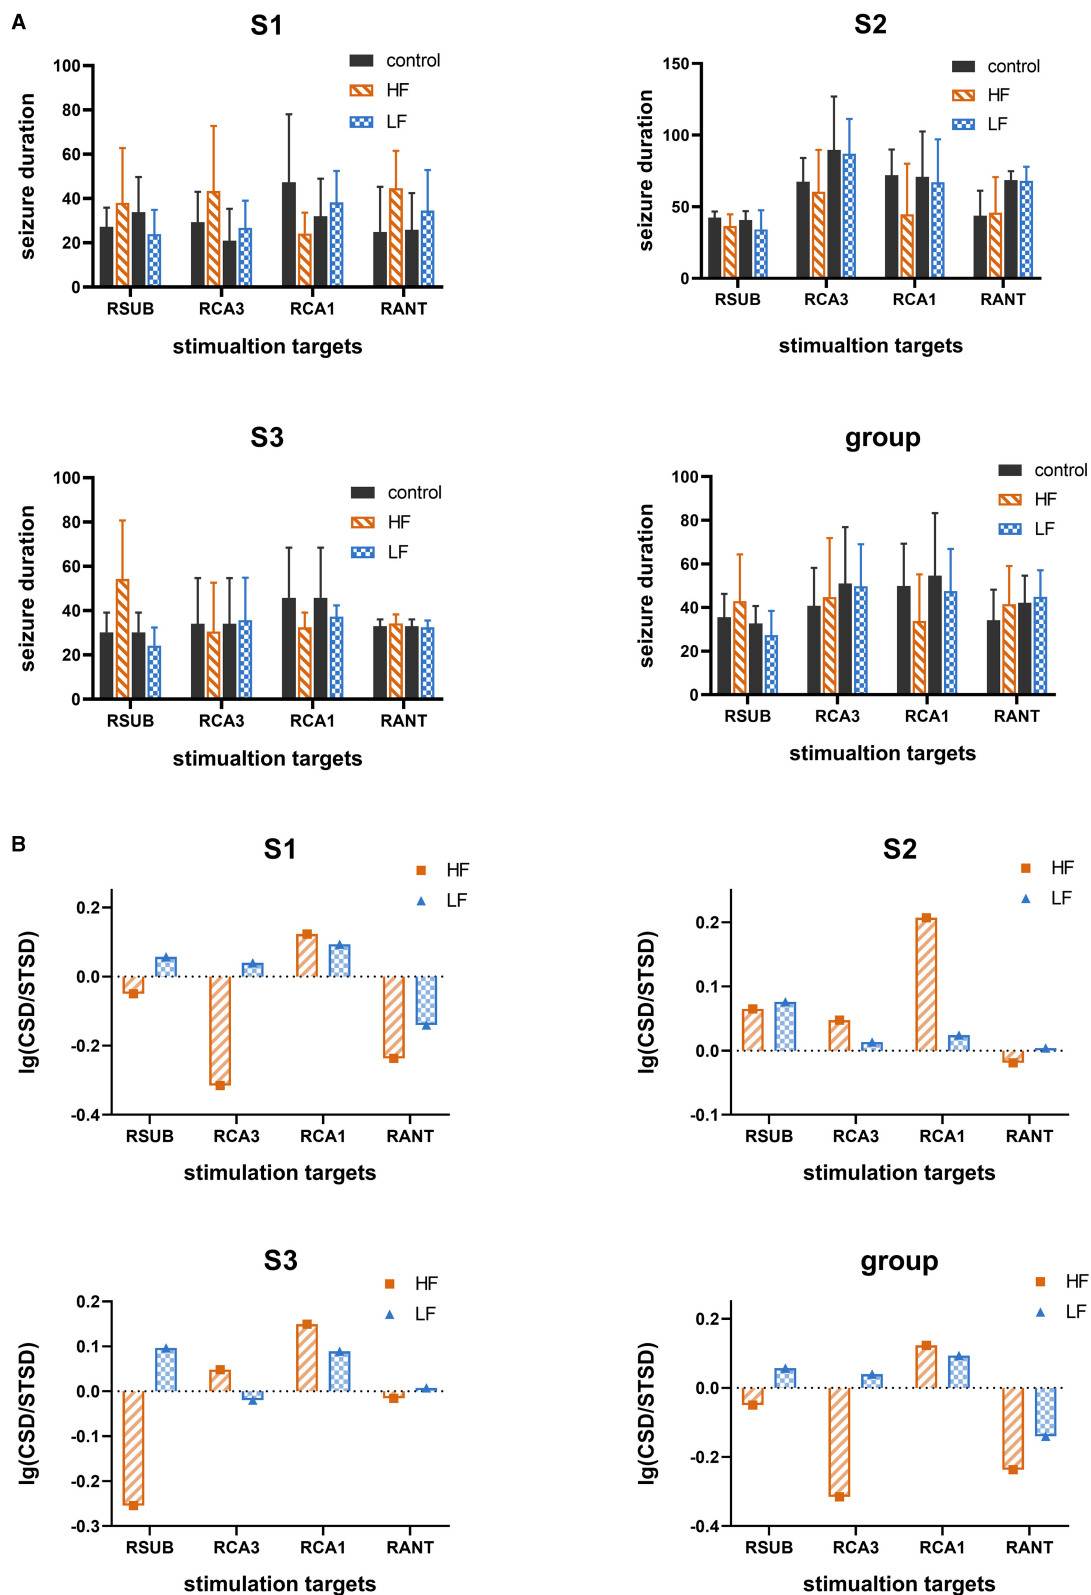 A
S1
control
HF
LF
seizure duration
100
80
60
40
20
0
RSUB RCA3 RCA1 RANT
stimualtion targets
S2
control
HF
LF
seizure duration
150
100
50
0
RSUB RCA3 RCA1 RANT
stimualtion targets
S3
control
HF
LF
seizure duration
100
80
60
40
20
0
RSUB RCA3 RCA1 RANT
stimualtion targets
group
control
HF
LF
seizure duration
100
80
60
40
20
0
RSUB RCA3 RCA1 RANT
stimualtion targets
B
S1
HF
LF
lg(CSD/STSD)
0.2
0.0
-0.2
-0.4
RSUB RCA3 RCA1 RANT
stimulation targets
S2
HF
LF
lg(CSD/STSD)
0.2
0.1
0.0
-0.1
RSUB RCA3 RCA1 RANT
stimulation targets
S3
HF
LF
lg(CSD/STSD)
0.2
0.1
0.0
-0.1
-0.2
-0.3
RSUB RCA3 RCA1 RANT
stimulation targets
group
HF
LF
lg(CSD/STSD)
0.2
0.0
-0.2
-0.4
RSUB RCA3 RCA1 RANT
stimulation targets